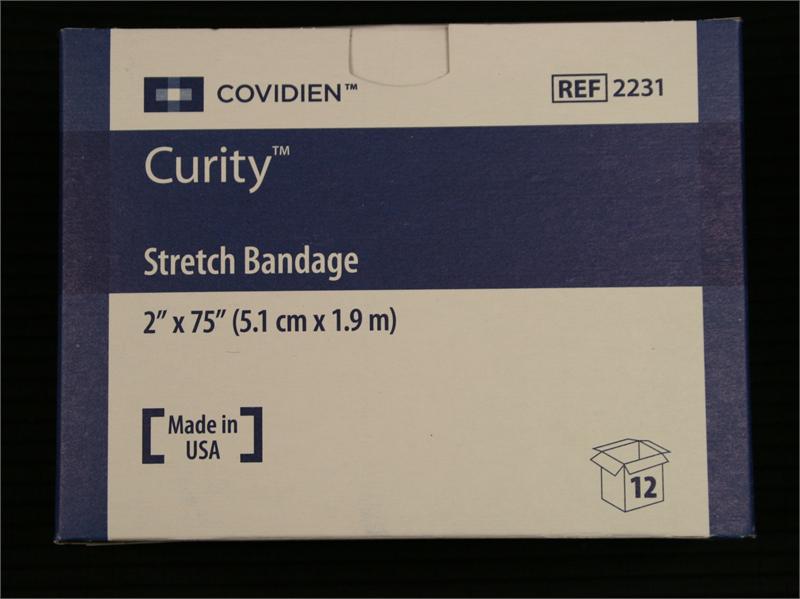 COVIDIEN™
REF 2231
Curity™
Stretch Bandage
2” x 75” (5.1 cm x 1.9 m)
Made in
USA
12